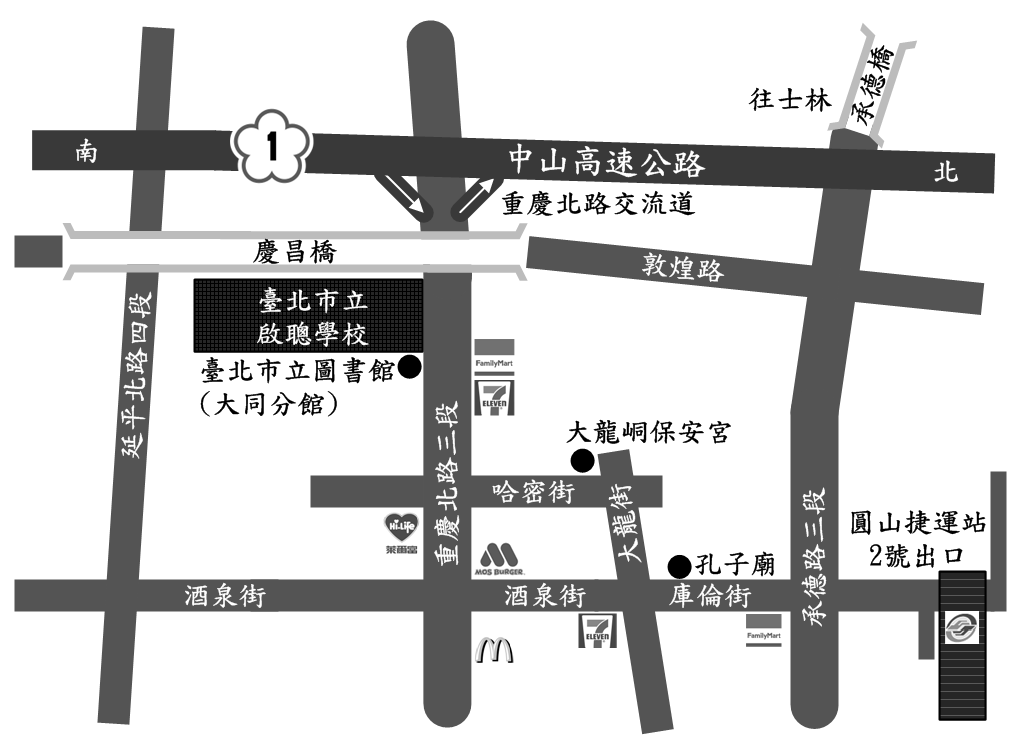 承德橋
往士林
南
1
中山高速公路
北
重慶北路交流道
慶昌橋
敦煌路
臺北市立
啟聰學校
延平北路四段
臺北市立圖書館
(大同分館)
FamilyMart
7
ELEVEN
重慶北路三段
大龍峒保安宮
哈密街
大龍街
承德路三段
圓山捷運站
2號出口
Hi-Life
萊爾富
MOS BURGER
孔子廟
酒泉街
酒泉街
庫倫街
7
ELEVEN
FamilyMart